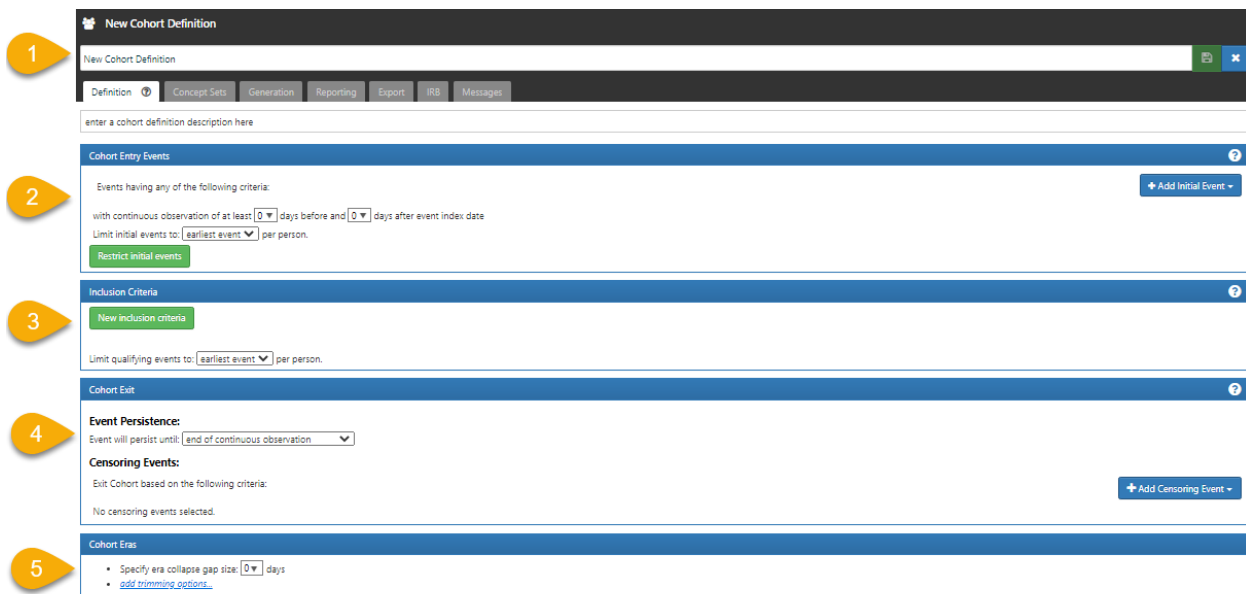 New Cohort Definition
1
New Cohort Definition
Definition Concept Sets Generation Reporting Export IRB Messages
enter a cohort definition description here
Cohort Entry Events
2
Events having any of the following criteria:
+ Add Initial Event
with continuous observation of at least 0 days before and 0 days after event index date
Limit initial events to: earliest event per person.
Restrict initial events
Inclusion Criteria
3
New inclusion criteria
Limit qualifying events to: earliest event per person.
Cohort Exit
4
Event Persistence:
Event will persist until: end of continuous observation
Censoring Events:
Exit Cohort based on the following criteria:
+ Add Censoring Event
No censoring events selected.
Cohort Eras
5
• Specify era collapse gap size: 0 days
• add trimming options...